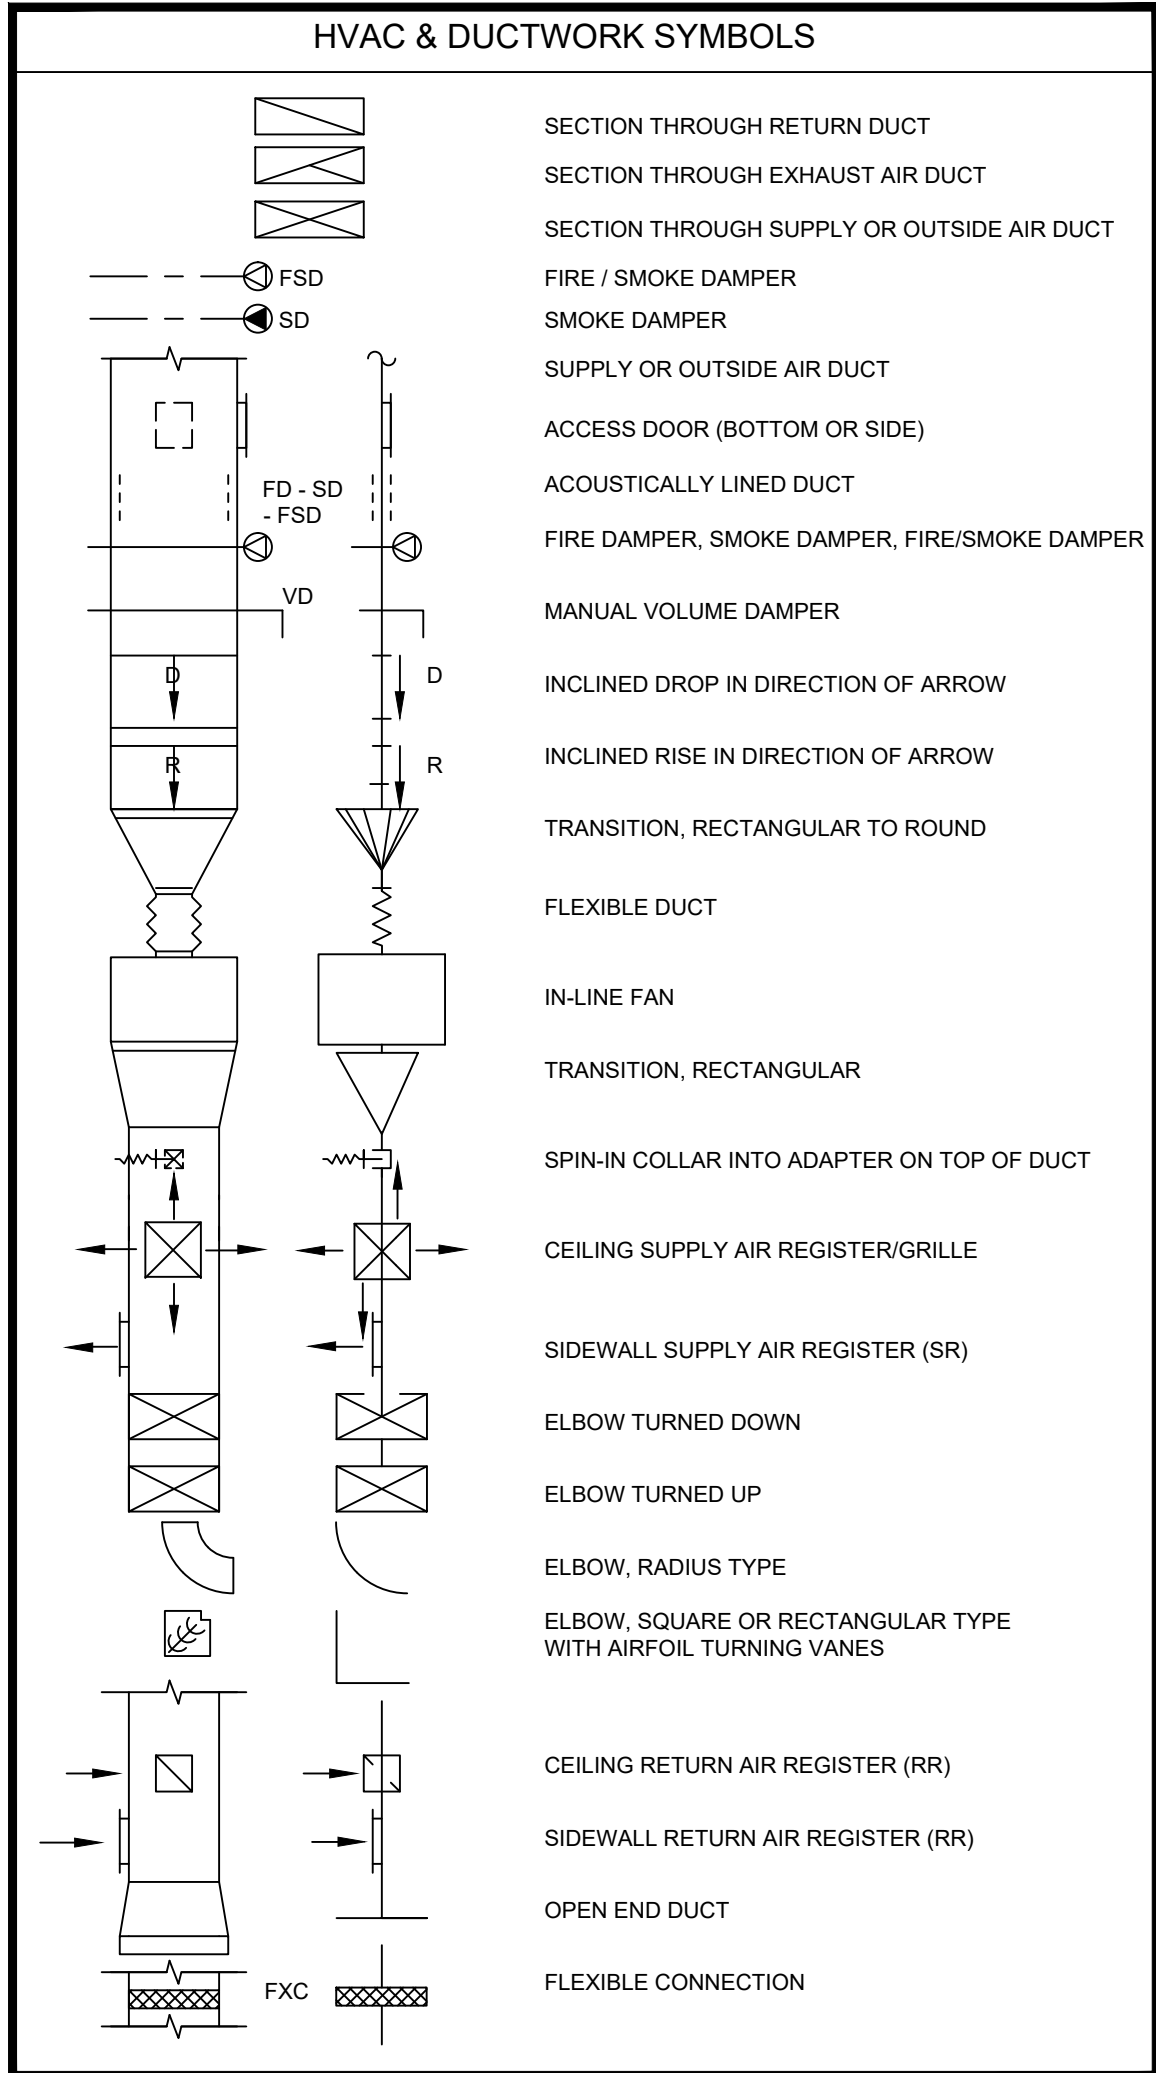 HVAC & DUCTWORK SYMBOLS
SECTION THROUGH RETURN DUCT
SECTION THROUGH EXHAUST AIR DUCT
SECTION THROUGH SUPPLY OR OUTSIDE AIR DUCT
FSD
FIRE / SMOKE DAMPER
SD
SMOKE DAMPER
SUPPLY OR OUTSIDE AIR DUCT
ACCESS DOOR (BOTTOM OR SIDE)
ACOUSTICALLY LINED DUCT
FD - SD
- FSD
FIRE DAMPER, SMOKE DAMPER, FIRE/SMOKE DAMPER
VD
MANUAL VOLUME DAMPER
D
D
INCLINED DROP IN DIRECTION OF ARROW
R
R
INCLINED RISE IN DIRECTION OF ARROW
TRANSITION, RECTANGULAR TO ROUND
FLEXIBLE DUCT
IN-LINE FAN
TRANSITION, RECTANGULAR
SPIN-IN COLLAR INTO ADAPTER ON TOP OF DUCT
CEILING SUPPLY AIR REGISTER/GRILLE
SIDEWALL SUPPLY AIR REGISTER (SR)
ELBOW TURNED DOWN
ELBOW TURNED UP
ELBOW, RADIUS TYPE
ELBOW, SQUARE OR RECTANGULAR TYPE
WITH AIRFOIL TURNING VANES
CEILING RETURN AIR REGISTER (RR)
SIDEWALL RETURN AIR REGISTER (RR)
OPEN END DUCT
FXC
FLEXIBLE CONNECTION